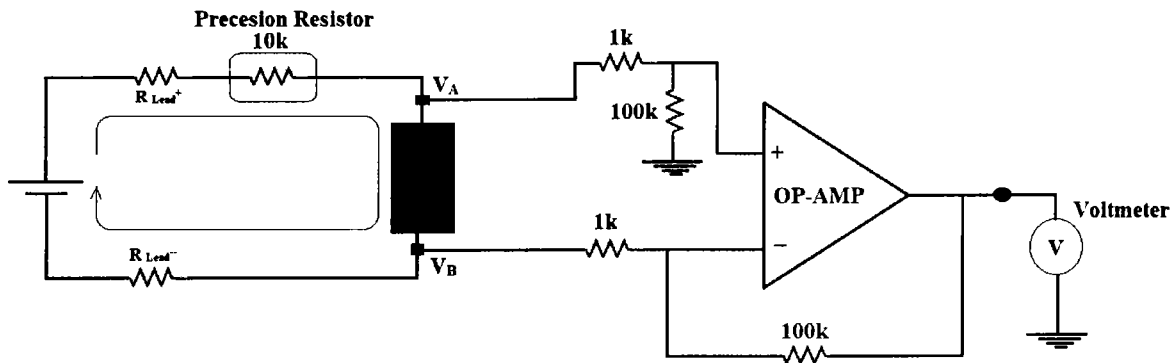 Precesion Resistor
10k
R Lead+
V_A
1k
100k
+
OP-AMP
−
Voltmeter
V
1k
V_B
R Lead−
100k